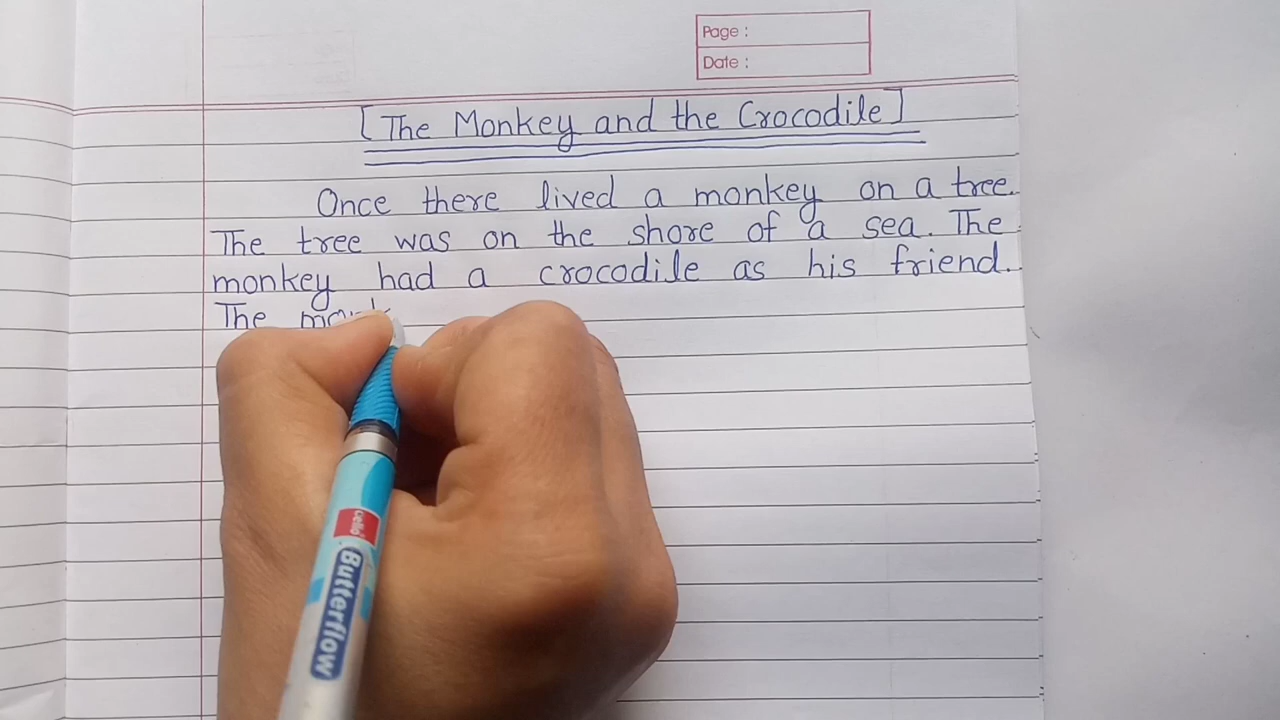 Page :
Date :
[The Monkey and the Crocodile]
Once there lived a monkey on a tree.
The tree was on the shore of a sea. The
monkey had a crocodile as his friend.
The monk
cello
Butterflow